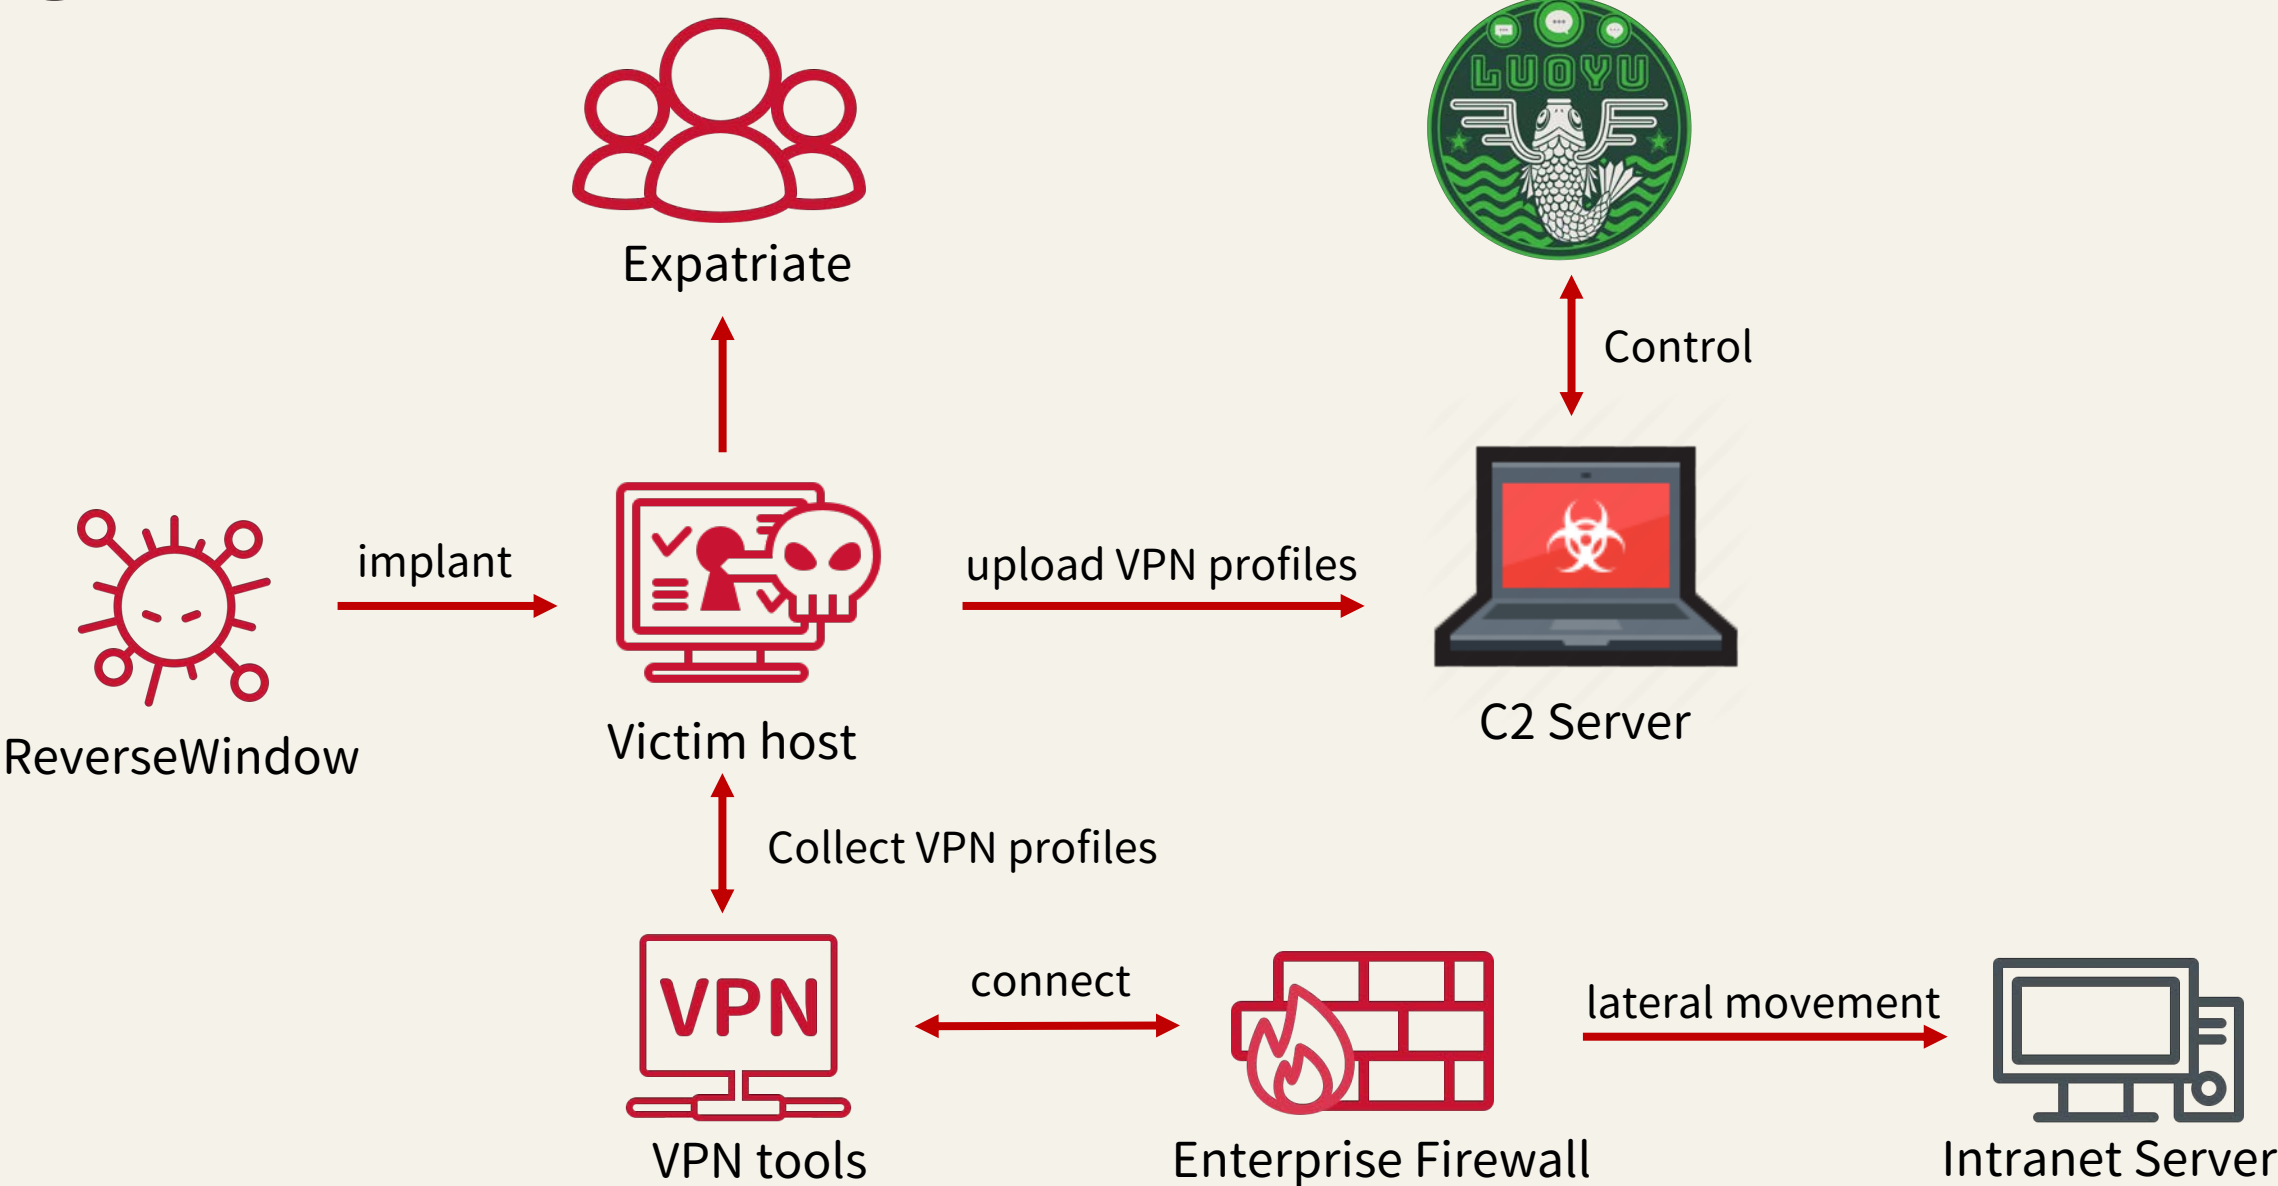 LUOYU
Expatriate
Control
implant
upload VPN profiles
ReverseWindow
Victim host
C2 Server
Collect VPN profiles
VPN
connect
lateral movement
VPN tools
Enterprise Firewall
Intranet Server